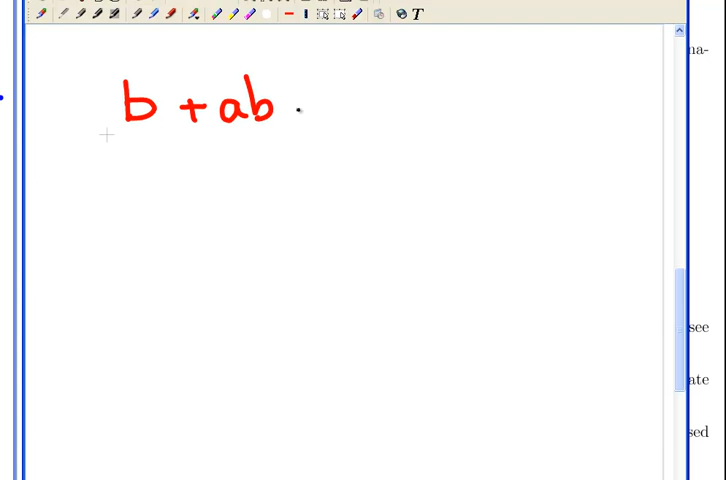 b + ab
na-
see
ate
sed